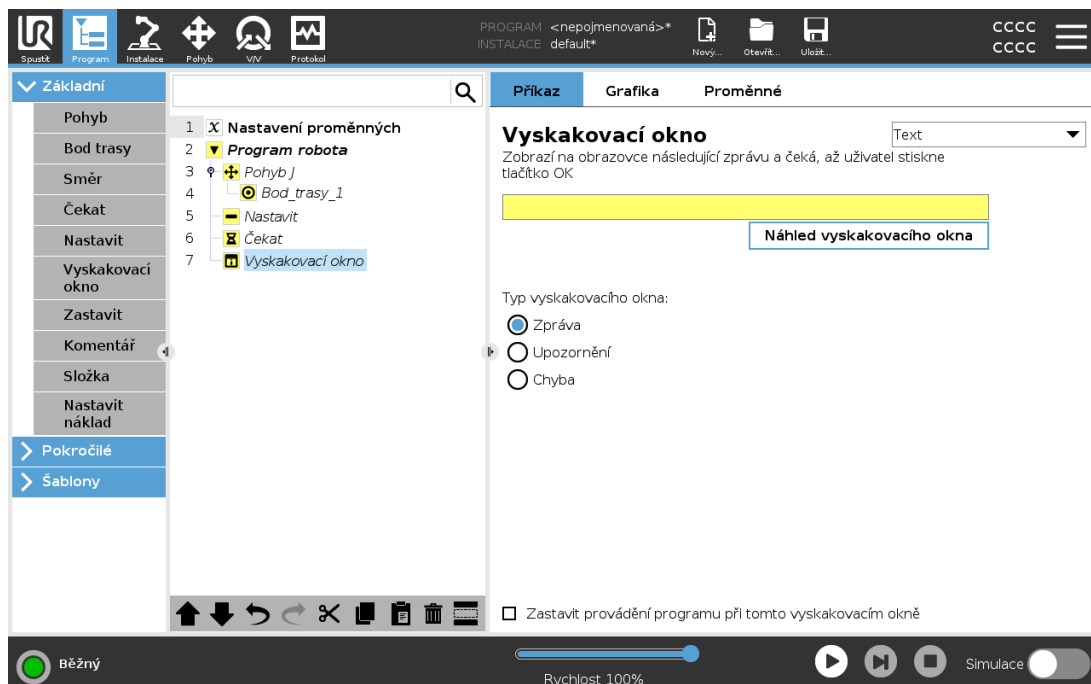 UR
Spustit
Program
Instalace
Pohyb
V/V
Protokol
PROGRAM <nepojmenovaná>*
INSTALACE default*
Nový...
Otevřít...
Uložit...
CCCC
CCCC
Základní
Pohyb
Bod trasy
Směr
Čekat
Nastavit
Vyskakovací
okno
Zastavit
Komentář
Složka
Nastavit
náklad
Pokročilé
Šablony
1 X Nastavení proměnných
2 Program robota
3 Pohyb J
4 Bod_trasy_1
5 Nastavit
6 Čekat
7 Vyskakovací okno
Příkaz Grafika Proměnné
Vyskakovací okno
Text
Zobrazí na obrazovce následující zprávu a čeká, až uživatel stiskne
tlačítko OK
Náhled vyskakovacího okna
Typ vyskakovacího okna:
Zpráva
Upozornění
Chyba
Zastavit provádění programu při tomto vyskakovacím okně
Běžný
Rychlost 100%
Simulace